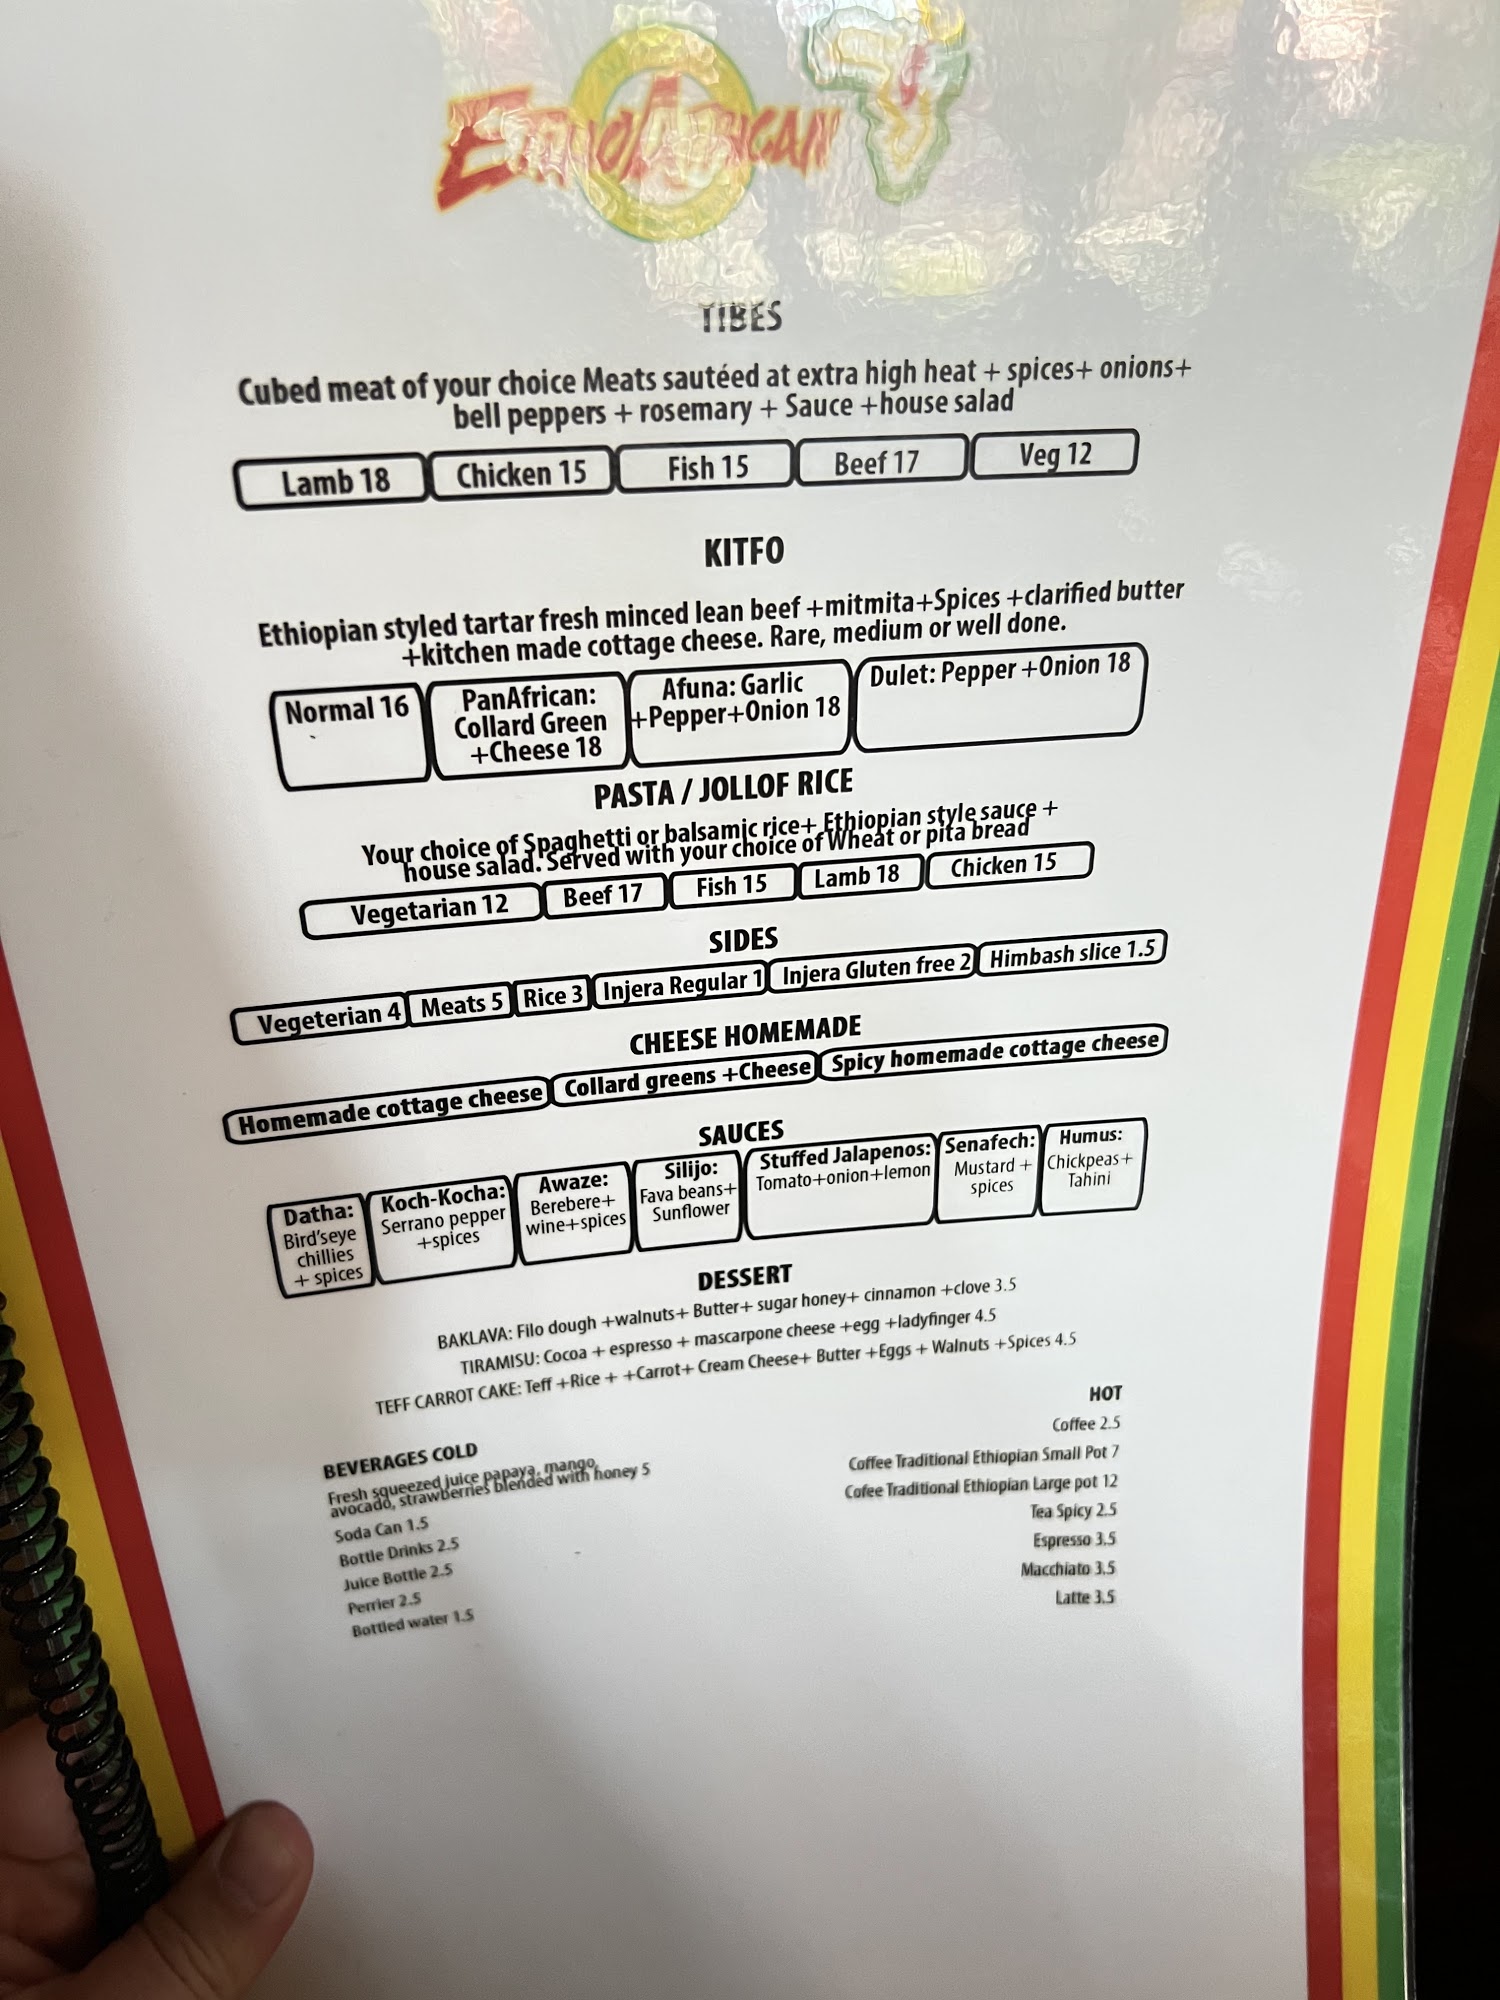 TIBES
Cubed meat of your choice Meats sautéed at extra high heat + spices+ onions+
bell peppers + rosemary + Sauce +house salad
Lamb 18 Chicken 15 Fish 15 Beef 17 Veg 12
KITFO
Ethiopian styled tartar fresh minced lean beef +mitmita+Spices +clarified butter
+kitchen made cottage cheese. Rare, medium or well done.
Normal 16
PanAfrican:
Collard Green
+Cheese 18
Afuna: Garlic
+Pepper+Onion 18
Dulet: Pepper +Onion 18
PASTA / JOLLOF RICE
Your choice of Spaghetti or balsamic rice+ Ethiopian style sauce +
house salad. Served with your choice of Wheat or pita bread
Vegetarian 12 Beef 17 Fish 15 Lamb 18 Chicken 15
SIDES
Vegeterian 4 Meats 5 Rice 3 Injera Regular 1 Injera Gluten free 2 Himbash slice 1.5
CHEESE HOMEMADE
Homemade cottage cheese Collard greens +Cheese Spicy homemade cottage cheese
SAUCES
Datha:
Bird'seye
chillies
+ spices
Koch-Kocha:
Serrano pepper
+spices
Awaze:
Berebere+
wine+spices
Silijo:
Fava beans+
Sunflower
Stuffed Jalapenos:
Tomato+onion+lemon
Senafech:
Mustard +
spices
Humus:
Chickpeas+
Tahini
DESSERT
BAKLAVA: Filo dough +walnuts+ Butter+ sugar honey+ cinnamon +clove 3.5
TIRAMISU: Cocoa + espresso + mascarpone cheese +egg +ladyfinger 4.5
TEFF CARROT CAKE: Teff +Rice + +Carrot+ Cream Cheese+ Butter +Eggs + Walnuts +Spices 4.5
BEVERAGES COLD
Fresh squeezed juice papaya, mango,
avocado, strawberries blended with honey 5
Soda Can 1.5
Bottle Drinks 2.5
Juice Bottle 2.5
Perrier 2.5
Bottled water 1.5
HOT
Coffee 2.5
Coffee Traditional Ethiopian Small Pot 7
Cofee Traditional Ethiopian Large pot 12
Tea Spicy 2.5
Espresso 3.5
Macchiato 3.5
Latte 3.5